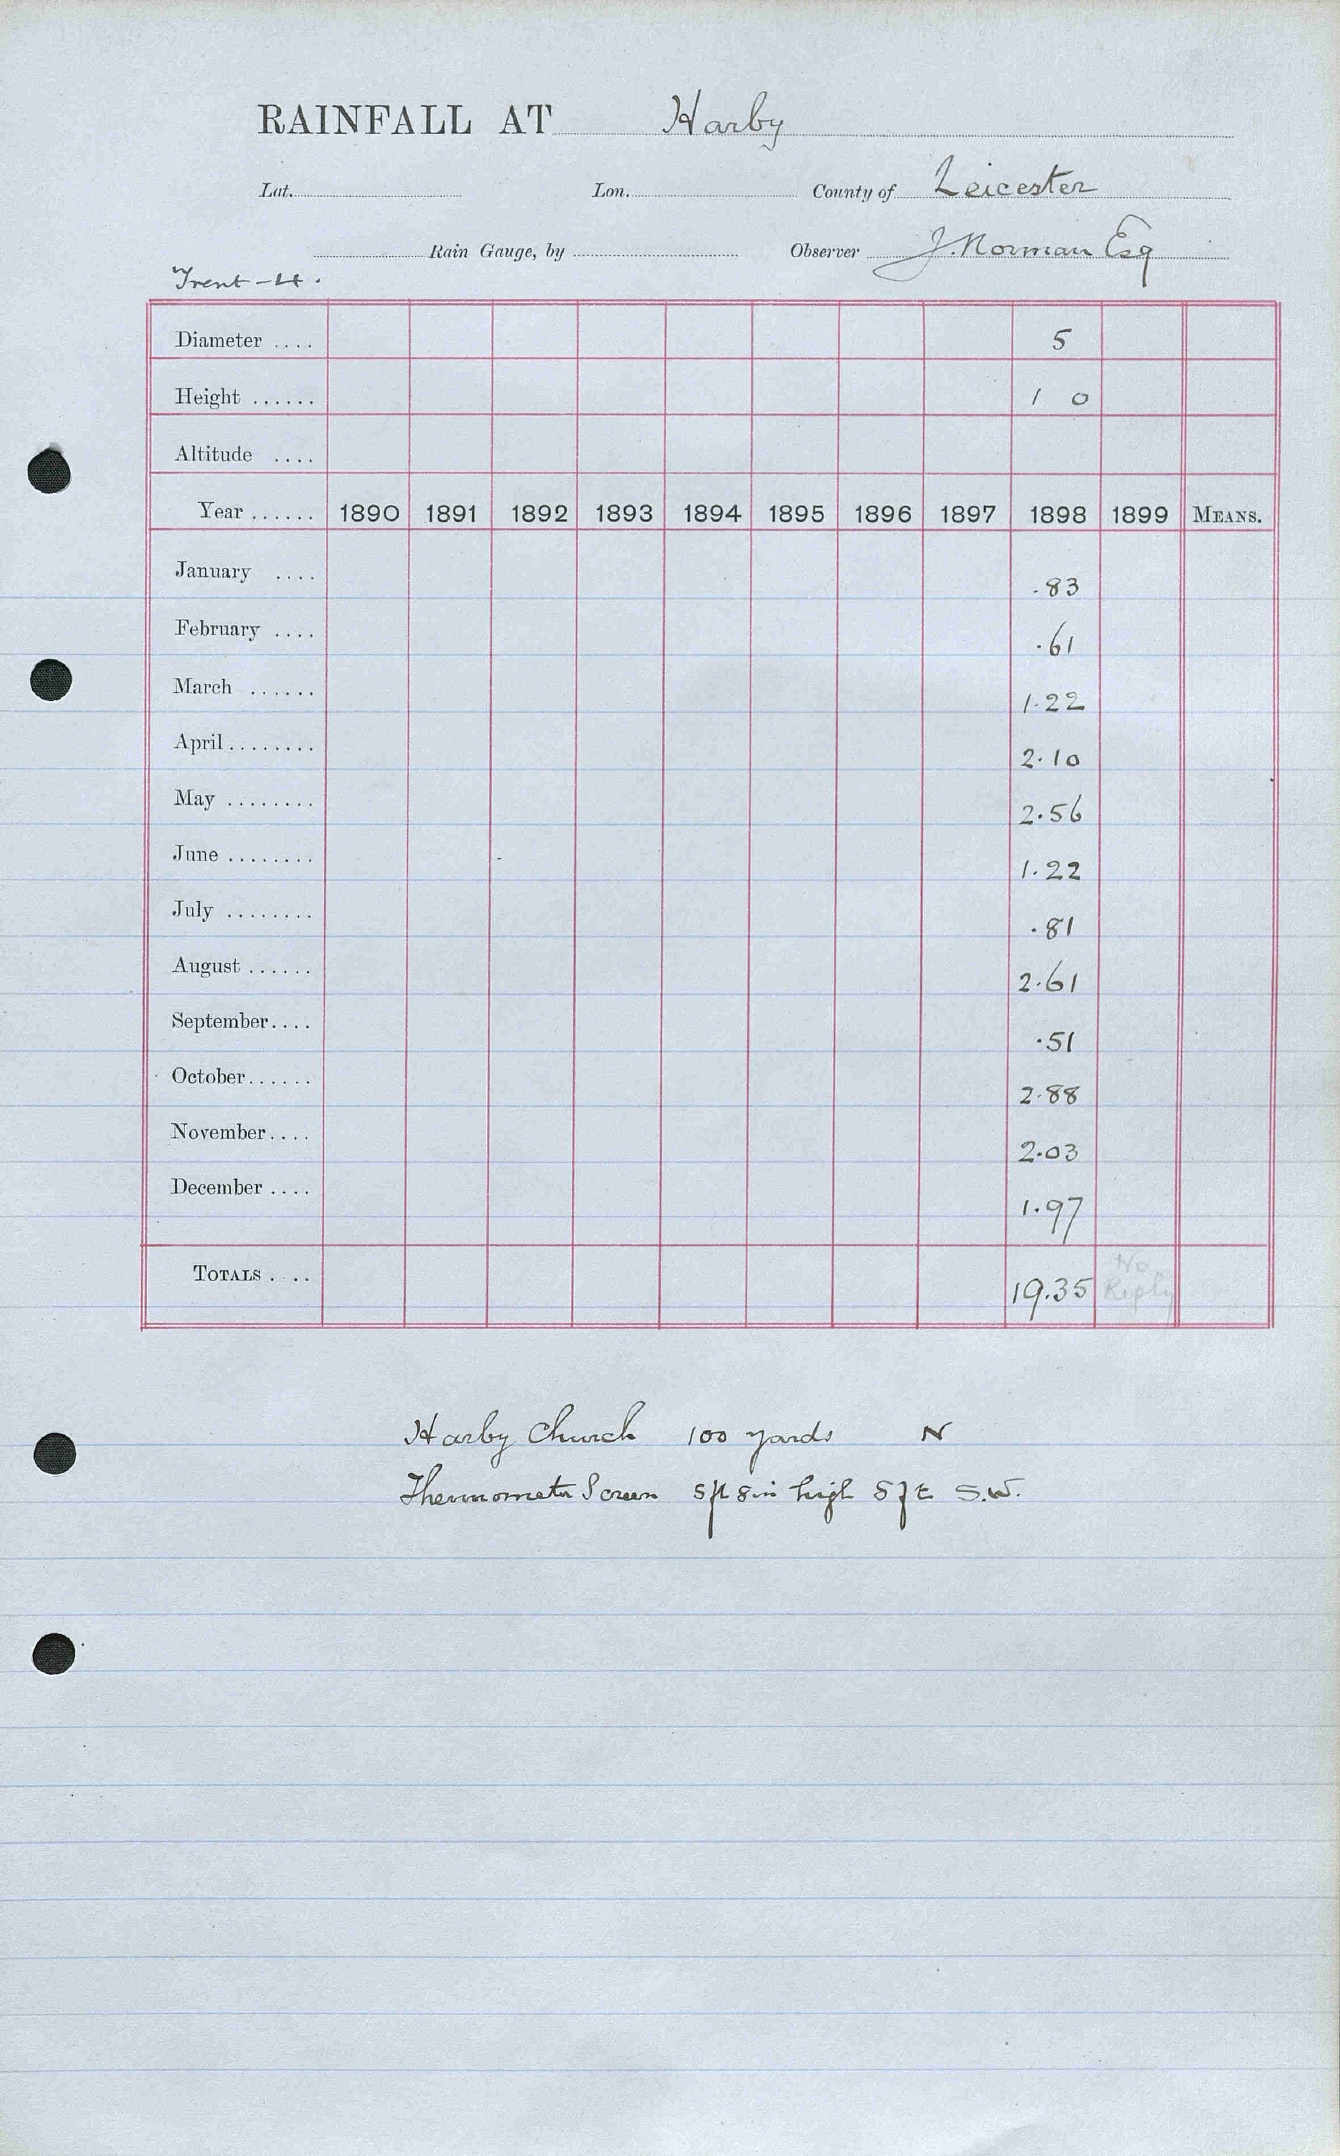 RAINFALL AT Harby
Lat. Lon. County of Leicester
Rain Gauge, by Observer J. Norman Esq
Trent - 4.
Diameter .... 5
Height ...... 1 0
Altitude ....
Year ...... 1890 1891 1892 1893 1894 1895 1896 1897 1898 1899 MEANS.
January .... .83
February .... .61
March ...... 1.22
April ........ 2.10
May ........ 2.56
June ........ 1.22
July ........ .81
August ...... 2.61
September.... .51
October...... 2.88
November.... 2.03
December .... 1.97
TOTALS .... 19.35 No Reply
Harby Church 100 yards N
Thermometer Screen 5ft 8in high S.W.